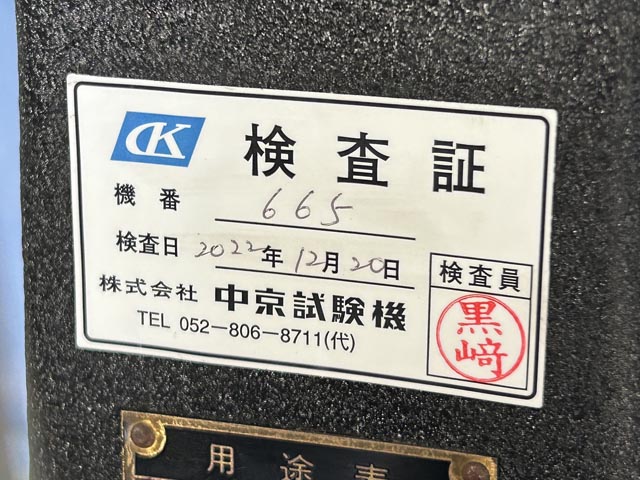 CK 検査証
機番 665
検査日 2022年12月20日
株式会社 中京試験機
TEL 052-806-8711(代)
検査員
黒﨑
用途表